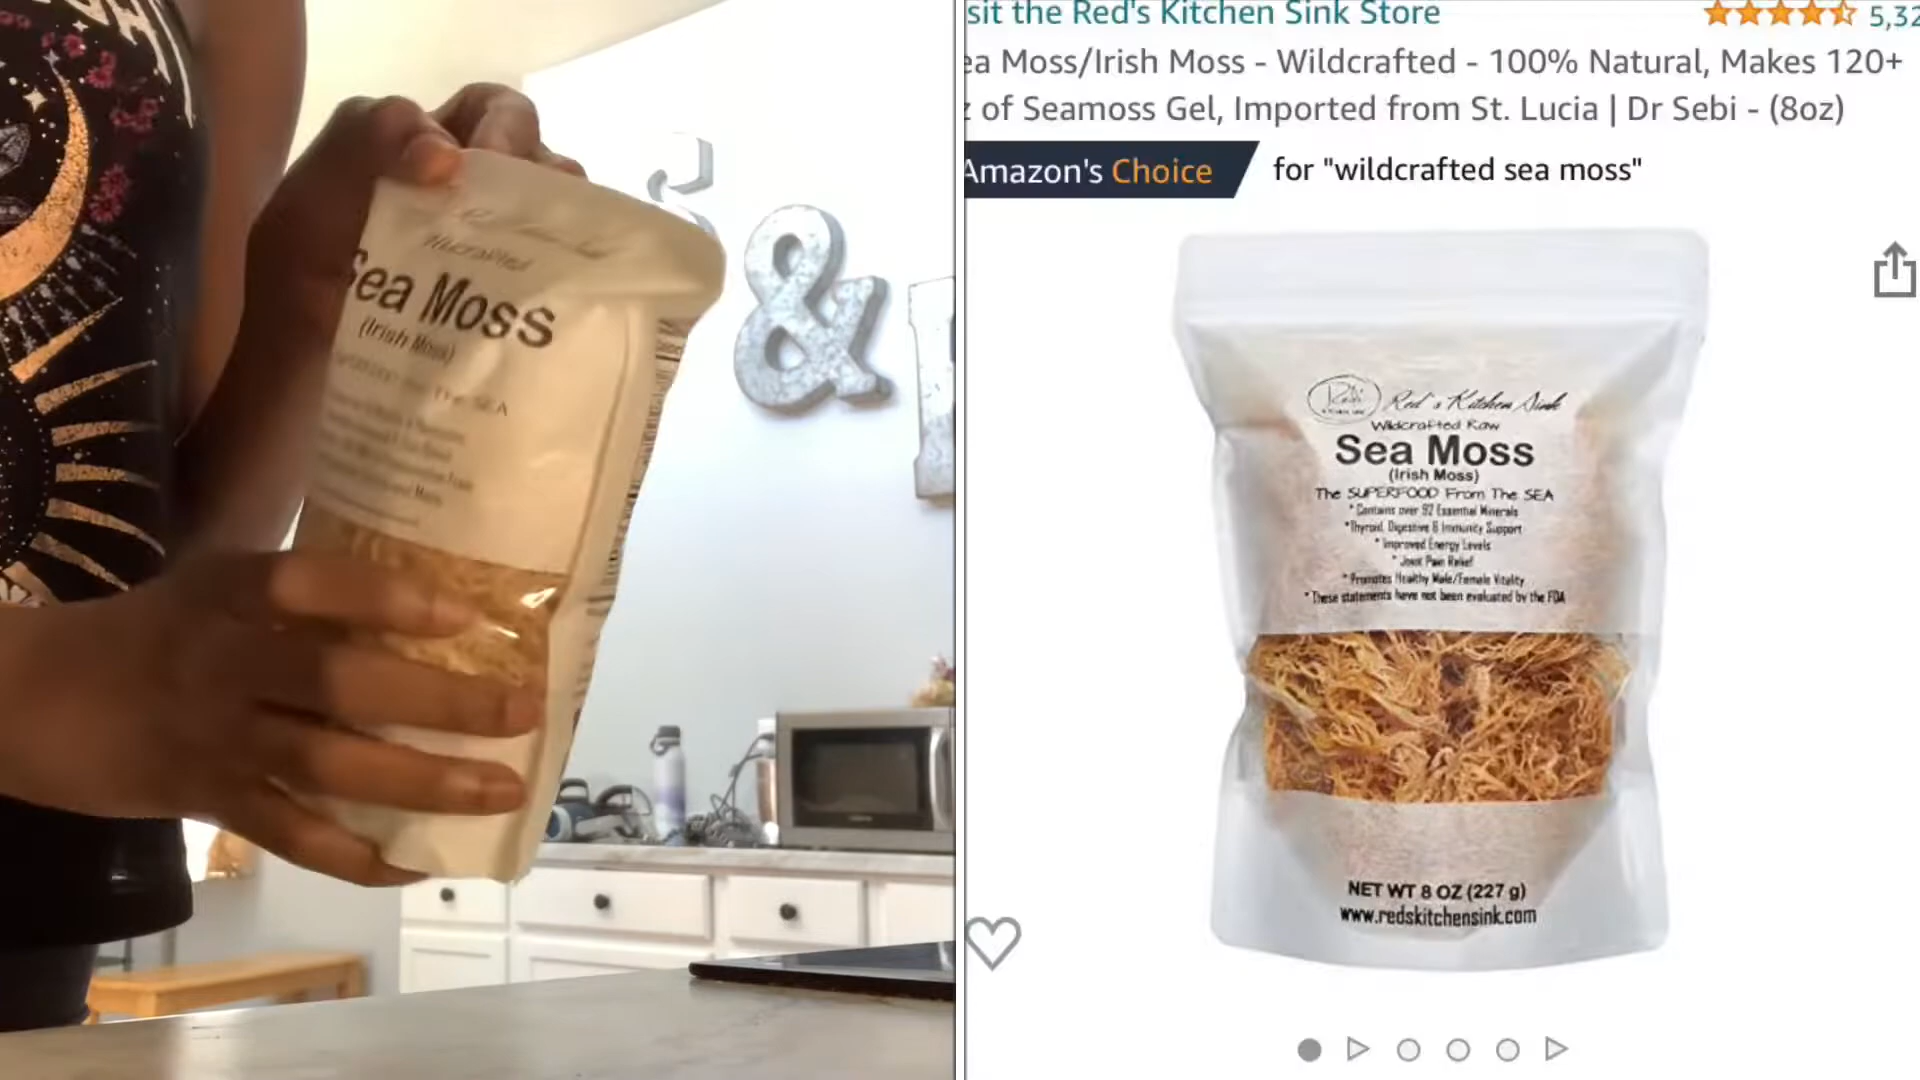 Sea Moss
(Irish Moss)
THE SEA
S
&
sit the Red's Kitchen Sink Store
5,32
ea Moss/Irish Moss - Wildcrafted - 100% Natural, Makes 120+
z of Seamoss Gel, Imported from St. Lucia | Dr Sebi - (8oz)
Amazon's Choice for "wildcrafted sea moss"
Red's Kitchen Sink
Wildcrafted Raw
Sea Moss
(Irish Moss)
The SUPERFOOD From The SEA
* Contains over 92 Essential Minerals
*Thyroid, Digestive & Immunity Support
* Improved Energy Levels
* Joint Pain Relief
* Promotes Healthy Male/Female Vitality
* These statements have not been evaluated by the FDA
NET WT 8 OZ (227 g)
www.redskitchensink.com